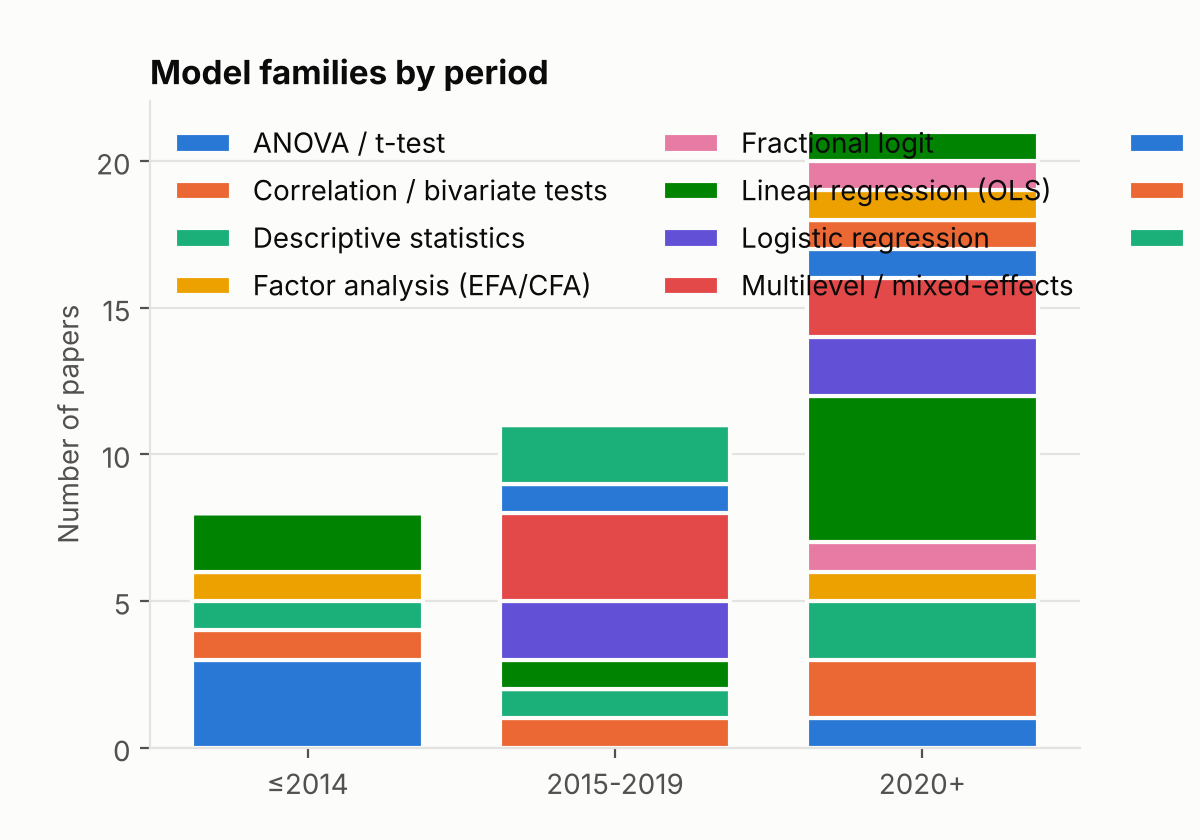 Model families by period
ANOVA / t-test
Correlation / bivariate tests
Descriptive statistics
Factor analysis (EFA/CFA)
Fractional logit
Linear regression (OLS)
Logistic regression
Multilevel / mixed-effects
Number of papers
20
15
10
5
0
≤2014
2015-2019
2020+